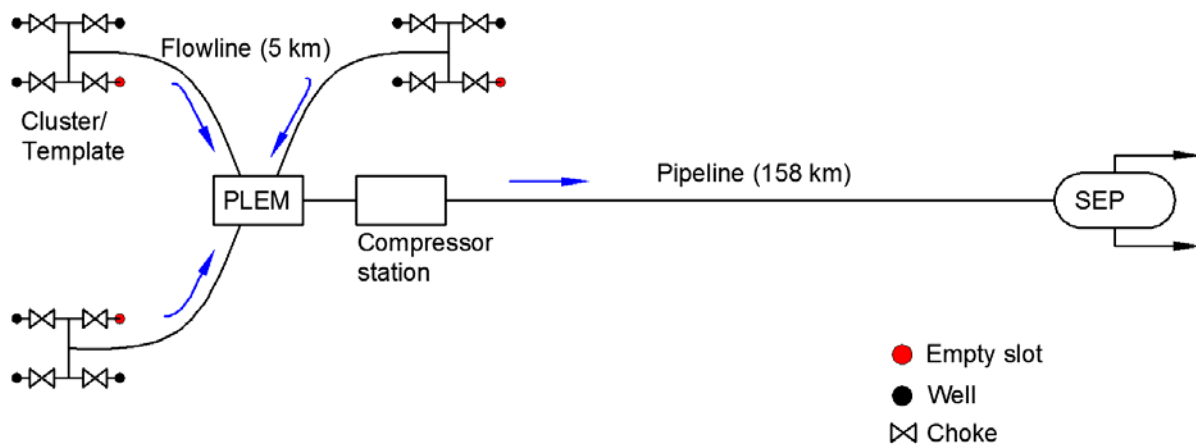 Flowline (5 km)
Cluster/
Template
PLEM
Compressor
station
Pipeline (158 km)
SEP
Empty slot
Well
Choke